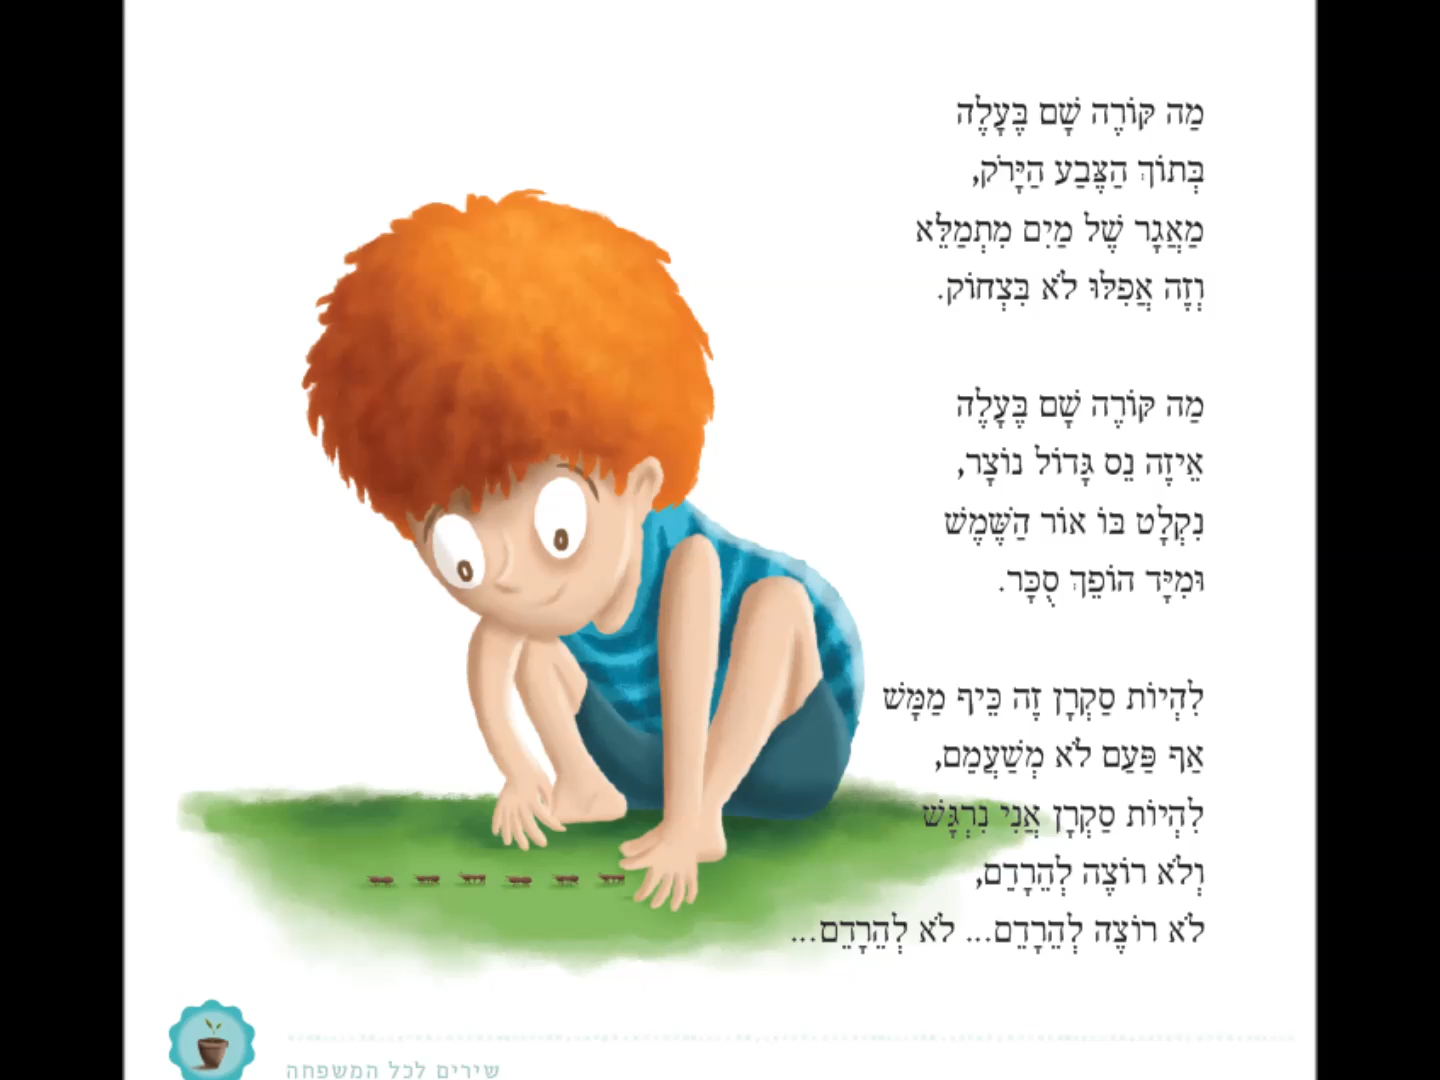 מַה קּוֹרֶה שָׁם בֶּעָלֶה
בְּתוֹךְ הַצֶּבַע הַיָּרֹק,
מַאֲגָר שֶׁל מַיִם מִתְמַלֵּא
וְזֶה אֲפִלּוּ לֹא בִּצְחוֹק.
מַה קּוֹרֶה שָׁם בֶּעָלֶה
אֵיזֶה נֵס גָּדוֹל נוֹצָר,
נִקְלָט בּוֹ אוֹר הַשֶּׁמֶשׁ
וּמִיָּד הוֹפֵךְ סֻכָּר.
לִהְיוֹת סַקְרָן זֶה כֵּיף מַמָּשׁ
אַף פַּעַם לֹא מְשַׁעֲמֵם,
לִהְיוֹת סַקְרָן אֲנִי נִרְגָּשׁ
וְלֹא רוֹצֶה לְהֵרָדֵם,
לֹא רוֹצֶה לְהֵרָדֵם... לֹא לְהֵרָדֵם...
שירים לכל המשפחה